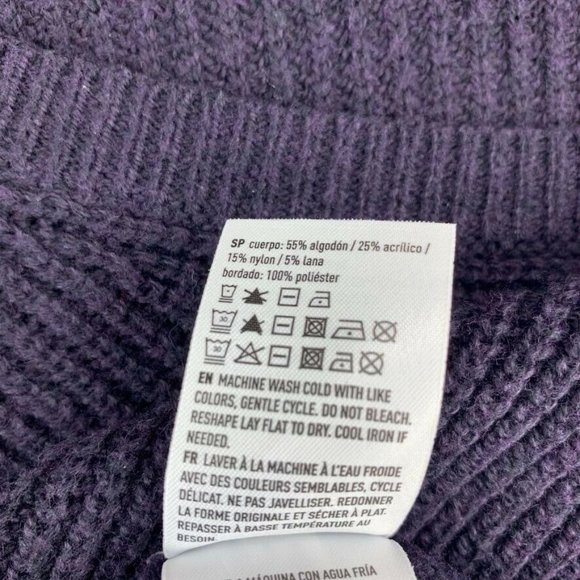 SP cuerpo: 55% algodón / 25% acrílico /
15% nylon / 5% lana
bordado: 100% poliéster
30
30
EN MACHINE WASH COLD WITH LIKE
COLORS, GENTLE CYCLE. DO NOT BLEACH.
RESHAPE LAY FLAT TO DRY. COOL IRON IF
NEEDED.
FR LAVER À LA MACHINE À L'EAU FROIDE
AVEC DES COULEURS SEMBLABLES, CYCLE
DÉLICAT. NE PAS JAVELLISER. REDONNER
LA FORME ORIGINALE ET SÉCHER À PLAT.
REPASSER À BASSE TEMPÉRATURE AU
BESOIN
MÁQUINA CON AGUA FRÍA